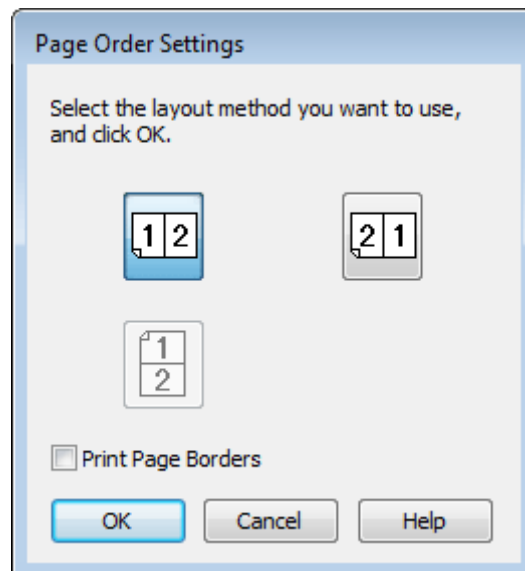 Page Order Settings
Select the layout method you want to use,
and click OK.
1 2
2 1
1
2
Print Page Borders
OK Cancel Help